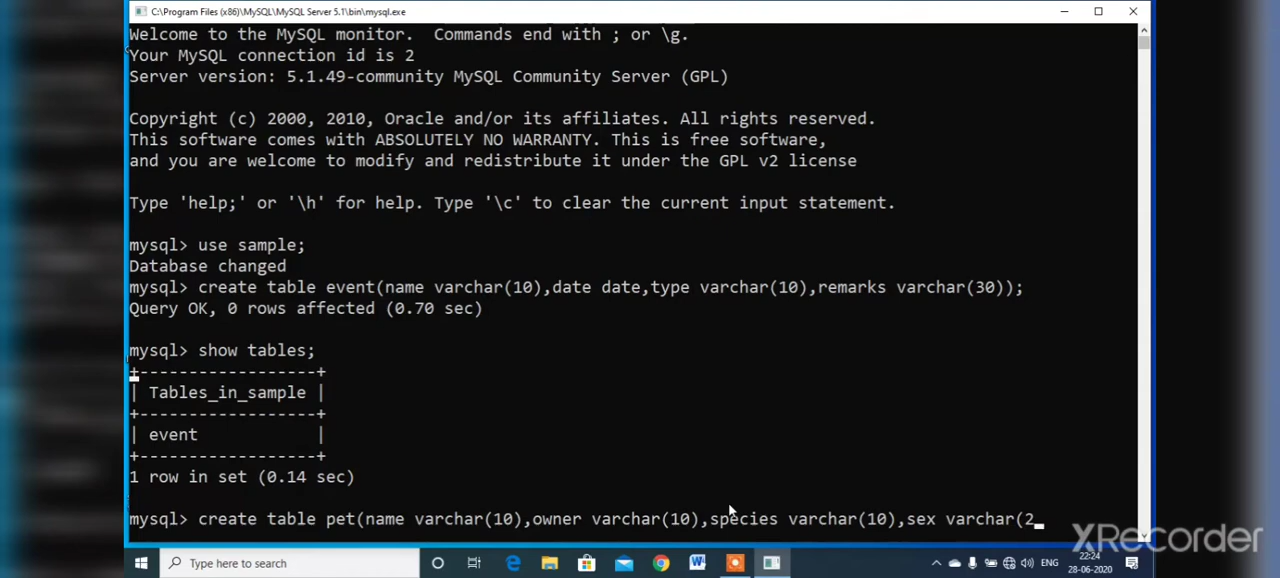 C:\Program Files (x86)\MySQL\MySQL Server 5.1\bin\mysql.exe
Welcome to the MySQL monitor.  Commands end with ; or \g.
Your MySQL connection id is 2
Server version: 5.1.49-community MySQL Community Server (GPL)
Copyright (c) 2000, 2010, Oracle and/or its affiliates. All rights reserved.
This software comes with ABSOLUTELY NO WARRANTY. This is free software,
and you are welcome to modify and redistribute it under the GPL v2 license
Type 'help;' or '\h' for help. Type '\c' to clear the current input statement.
mysql> use sample;
Database changed
mysql> create table event(name varchar(10),date date,type varchar(10),remarks varchar(30));
Query OK, 0 rows affected (0.70 sec)
mysql> show tables;
+------------------+
| Tables_in_sample |
+------------------+
| event            |
+------------------+
1 row in set (0.14 sec)
mysql> create table pet(name varchar(10),owner varchar(10),species varchar(10),sex varchar(2
XRecorder
Type here to search
ENG
22:24
28-06-2020